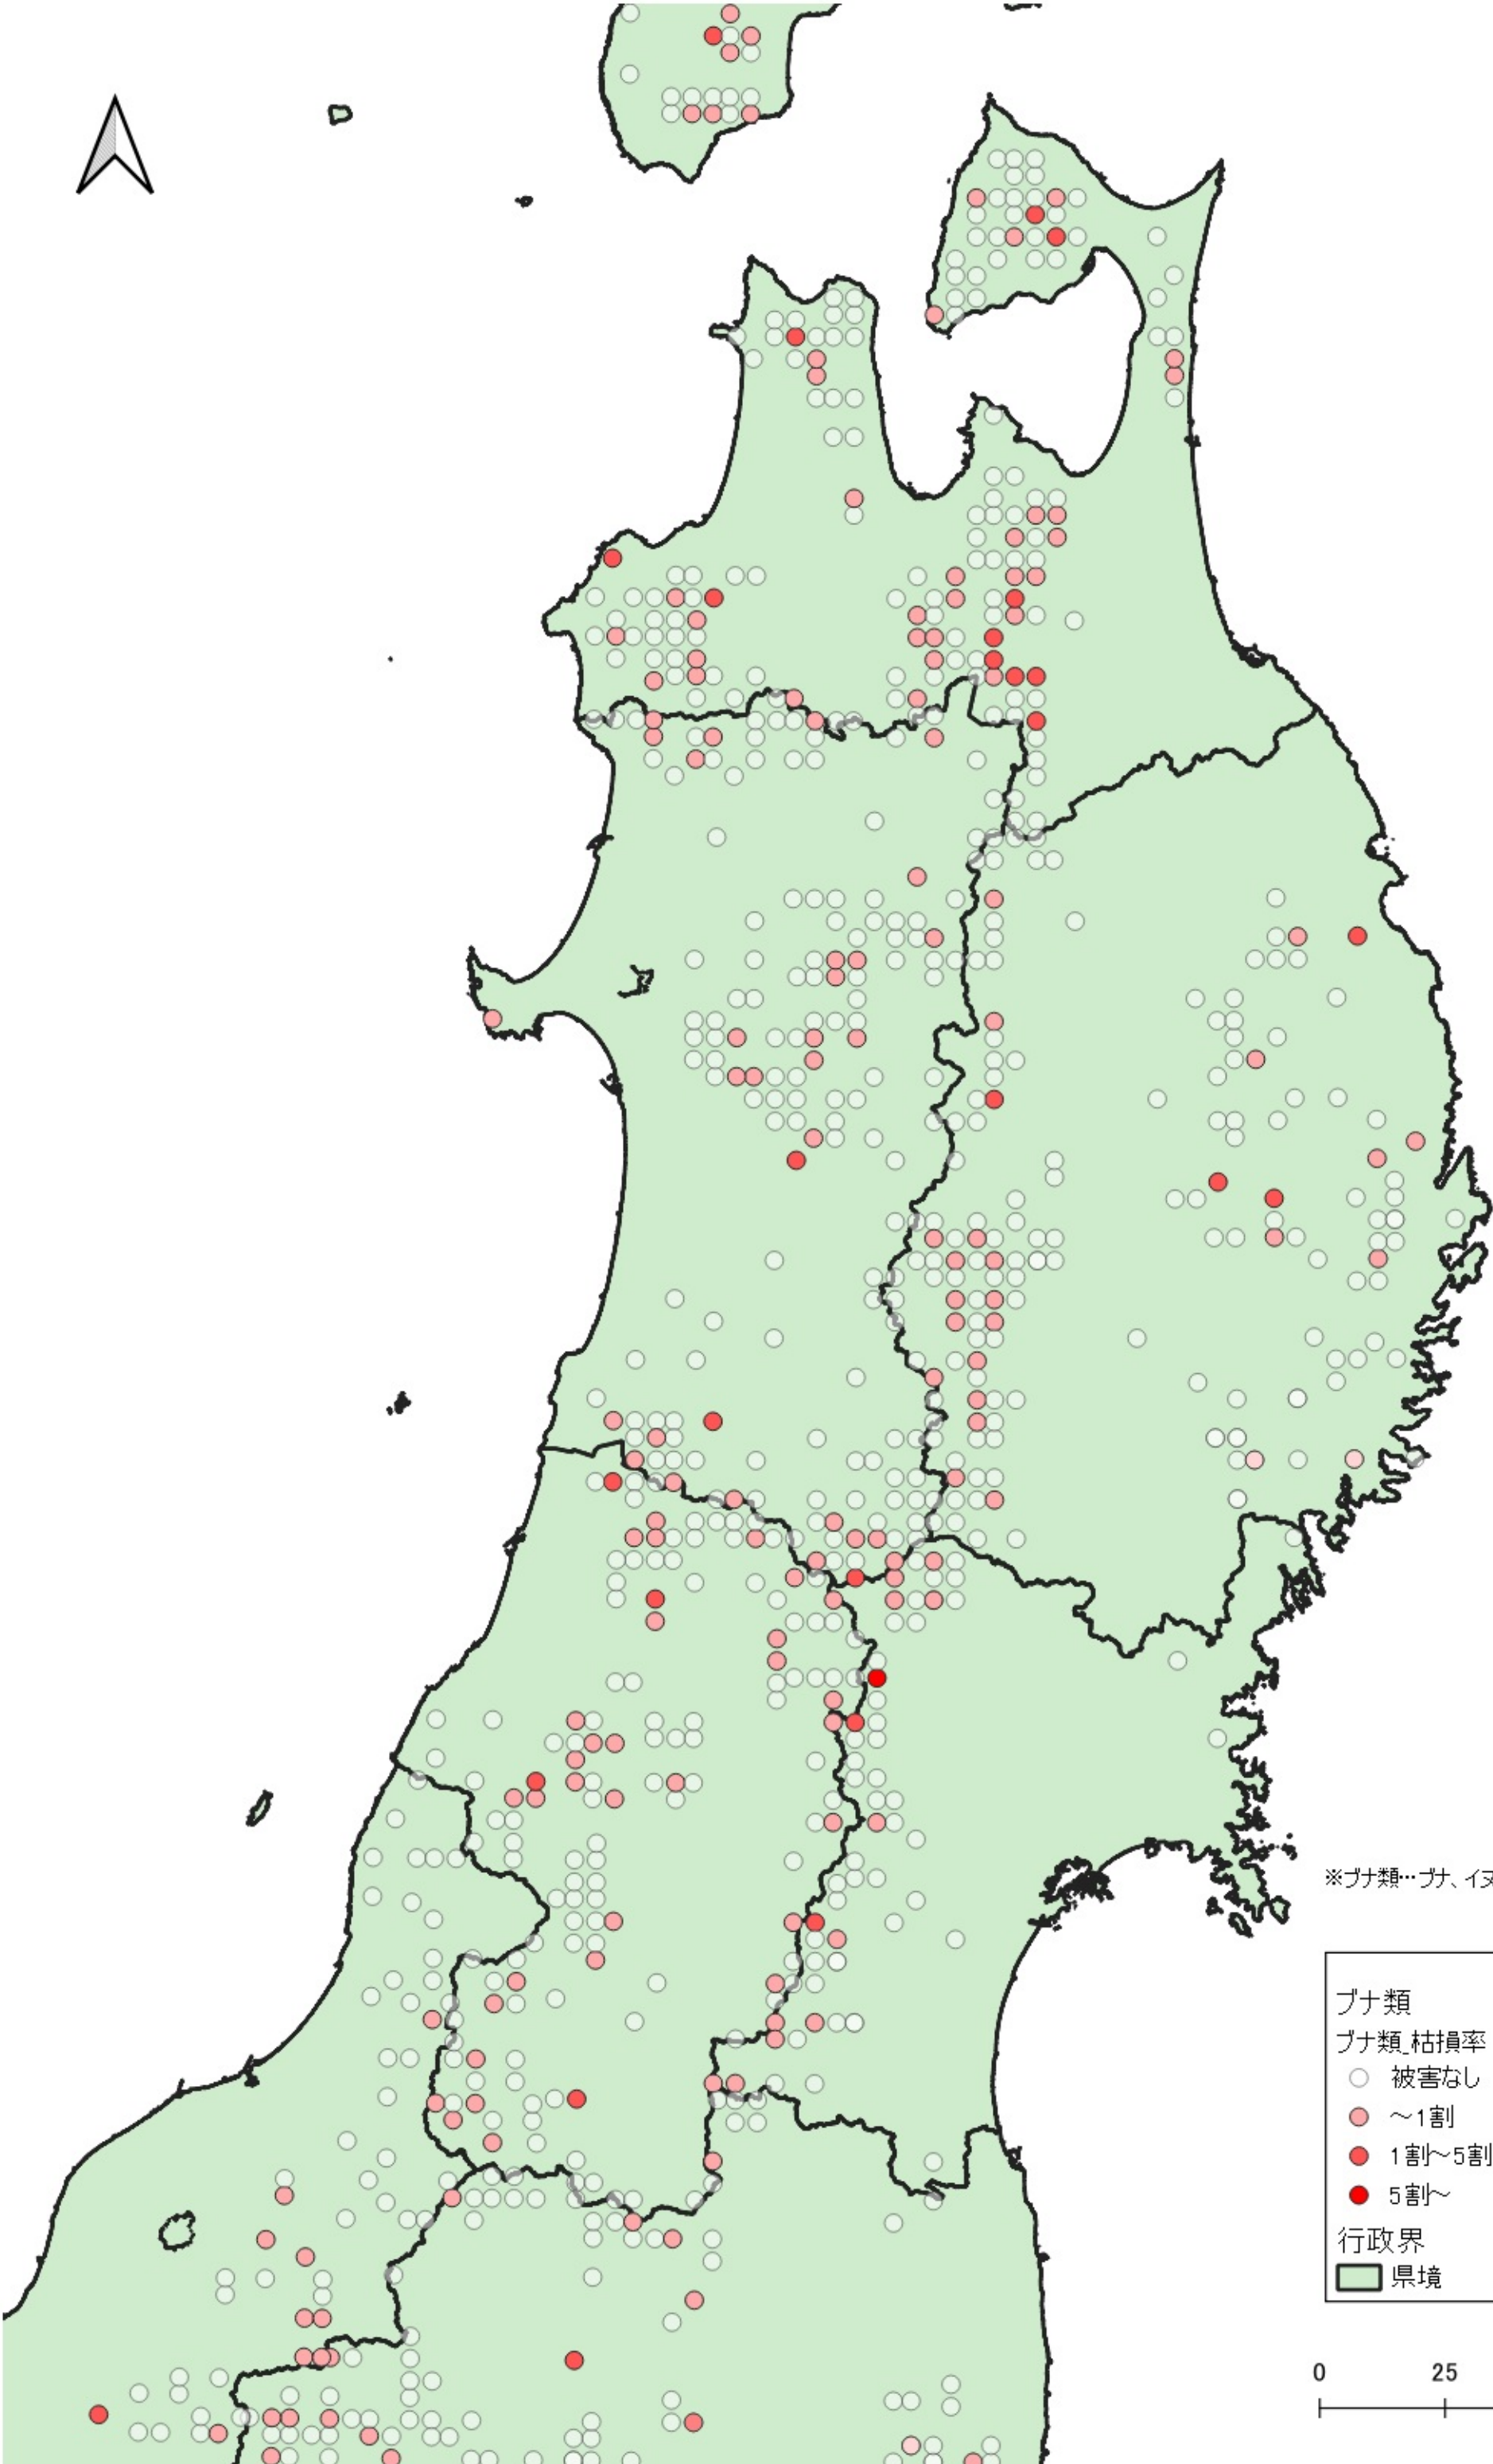 ※ブナ類…ブナ、イヌ
ブナ類
ブナ類_枯損率
被害なし
～1割
1割～5割
5割～
行政界
県境
0 25